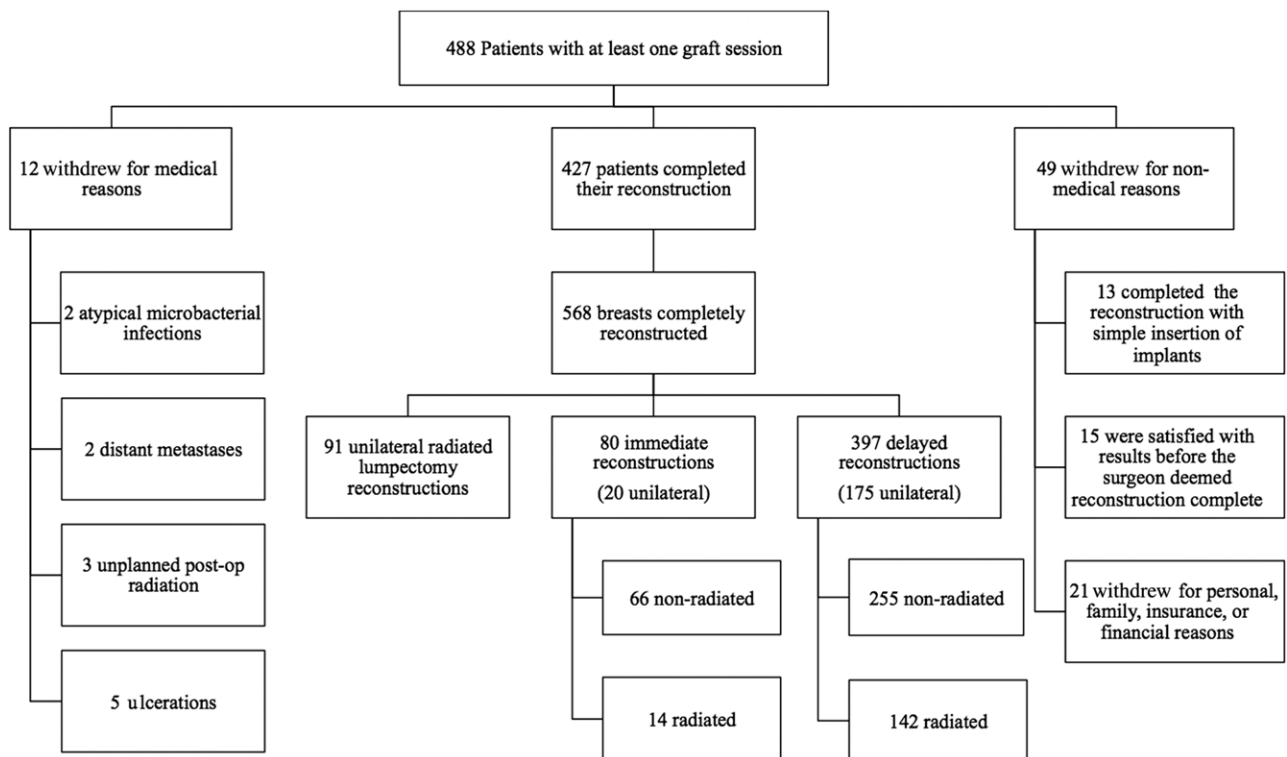 488 Patients with at least one graft session
12 withdrew for medical
reasons
427 patients completed
their reconstruction
49 withdrew for non-
medical reasons
2 atypical microbacterial
infections
2 distant metastases
3 unplanned post-op
radiation
5 ulcerations
568 breasts completely
reconstructed
91 unilateral radiated
lumpectomy
reconstructions
80 immediate
reconstructions
(20 unilateral)
66 non-radiated
14 radiated
397 delayed
reconstructions
(175 unilateral)
255 non-radiated
142 radiated
13 completed the
reconstruction with
simple insertion of
implants
15 were satisfied with
results before the
surgeon deemed
reconstruction complete
21 withdrew for personal,
family, insurance, or
financial reasons